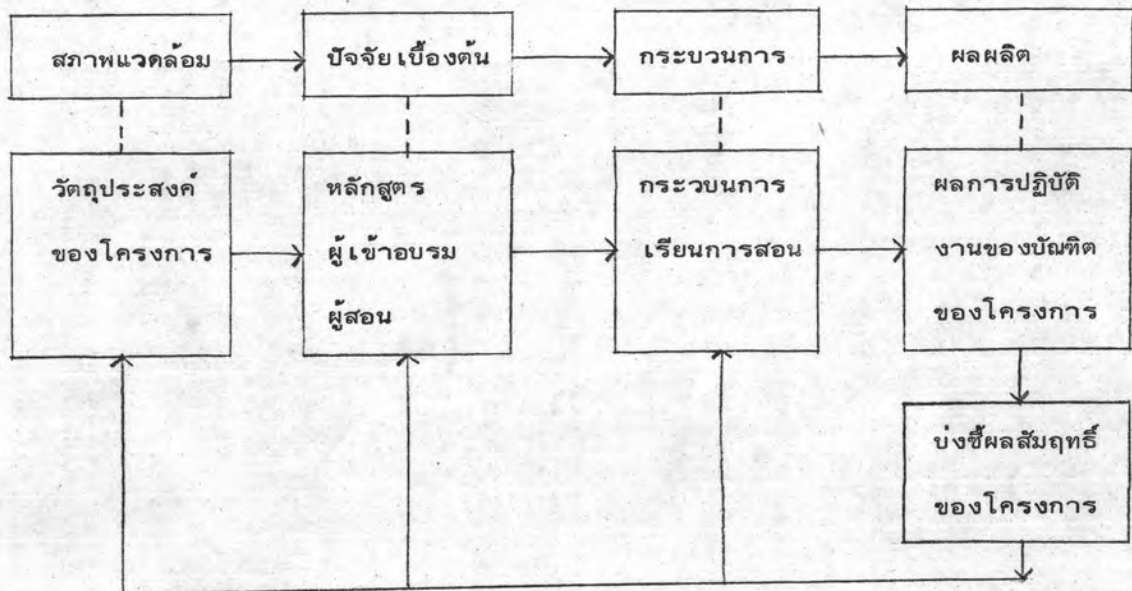 สภาพแวดล้อม
ปัจจัยเบื้องต้น
กระบวนการ
ผลผลิต
วัตถุประสงค์
ของโครงการ
หลักสูตร
ผู้เข้าอบรม
ผู้สอน
กระวบนการ
เรียนการสอน
ผลการปฏิบัติ
งานของบัณฑิต
ของโครงการ
บ่งชี้ผลสัมฤทธิ์
ของโครงการ